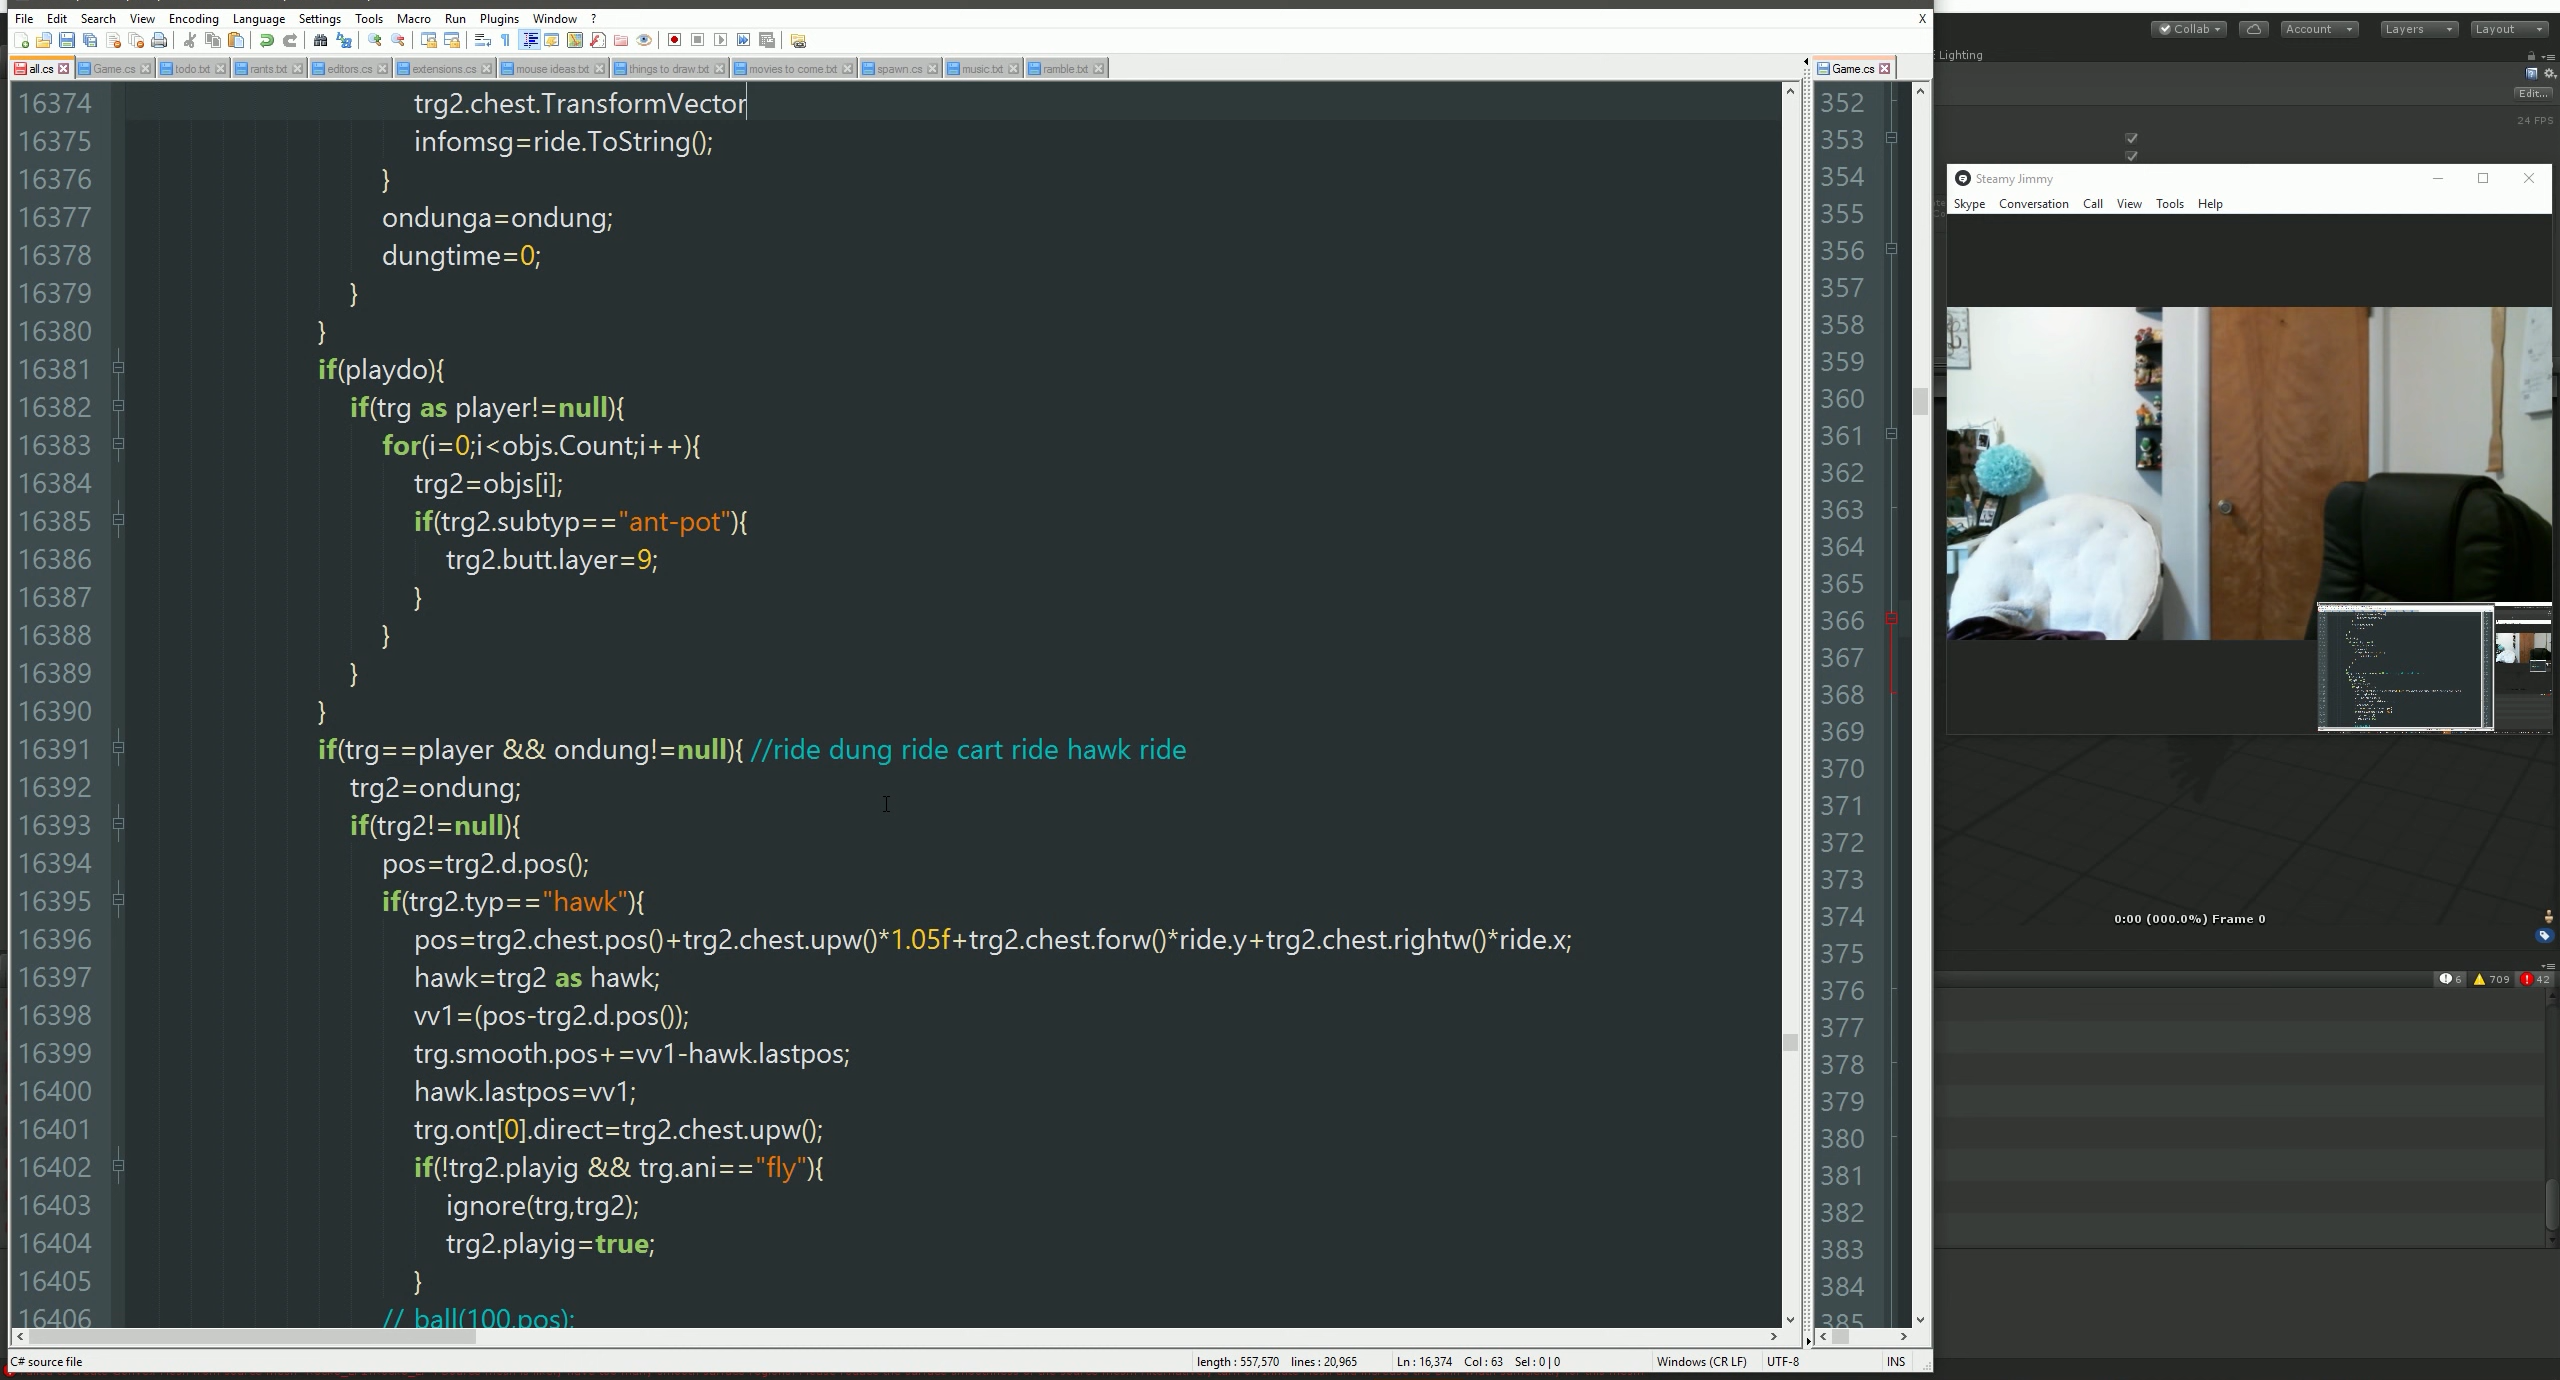 File Edit Search View Encoding Language Settings Tools Macro Run Plugins Window ? X
all.cs Game.cs todo.txt rants.txt editors.cs extensions.cs mouse ideas.txt things to draw.txt movies to come.txt spawn.cs music.txt ramble.txt
16374 trg2.chest.TransformVector
16375 infomsg=ride.ToString();
16376 }
16377 ondunga=ondung;
16378 dungtime=0;
16379 }
16380 }
16381 if(playdo){
16382 if(trg as player!=null){
16383 for(i=0;i<objs.Count;i++){
16384 trg2=objs[i];
16385 if(trg2.subtyp=="ant-pot"){
16386 trg2.butt.layer=9;
16387 }
16388 }
16389 }
16390 }
16391 if(trg==player && ondung!=null){ //ride dung ride cart ride hawk ride
16392 trg2=ondung;
16393 if(trg2!=null){
16394 pos=trg2.d.pos();
16395 if(trg2.typ=="hawk"){
16396 pos=trg2.chest.pos()+trg2.chest.upw()*1.05f+trg2.chest.forw()*ride.y+trg2.chest.rightw()*ride.x;
16397 hawk=trg2 as hawk;
16398 vv1=(pos-trg2.d.pos());
16399 trg.smooth.pos+=vv1-hawk.lastpos;
16400 hawk.lastpos=vv1;
16401 trg.ont[0].direct=trg2.chest.upw();
16402 if(!trg2.playig && trg.ani=="fly"){
16403 ignore(trg,trg2);
16404 trg2.playig=true;
16405 }
16406 // ball(100,pos);
C# source file length : 557,570 lines : 20,965 Ln : 16,374 Col : 63 Sel : 0 | 0 Windows (CR LF) UTF-8 INS
Game.cs
352
353
354
355
356
357
358
359
360
361
362
363
364
365
366
367
368
369
370
371
372
373
374
375
376
377
378
379
380
381
382
383
384
385
Collab Account Layers Layout
Lighting
Edit...
24 FPS
Steamy Jimmy
Skype Conversation Call View Tools Help
0:00 (000.0%) Frame 0
6 709 42